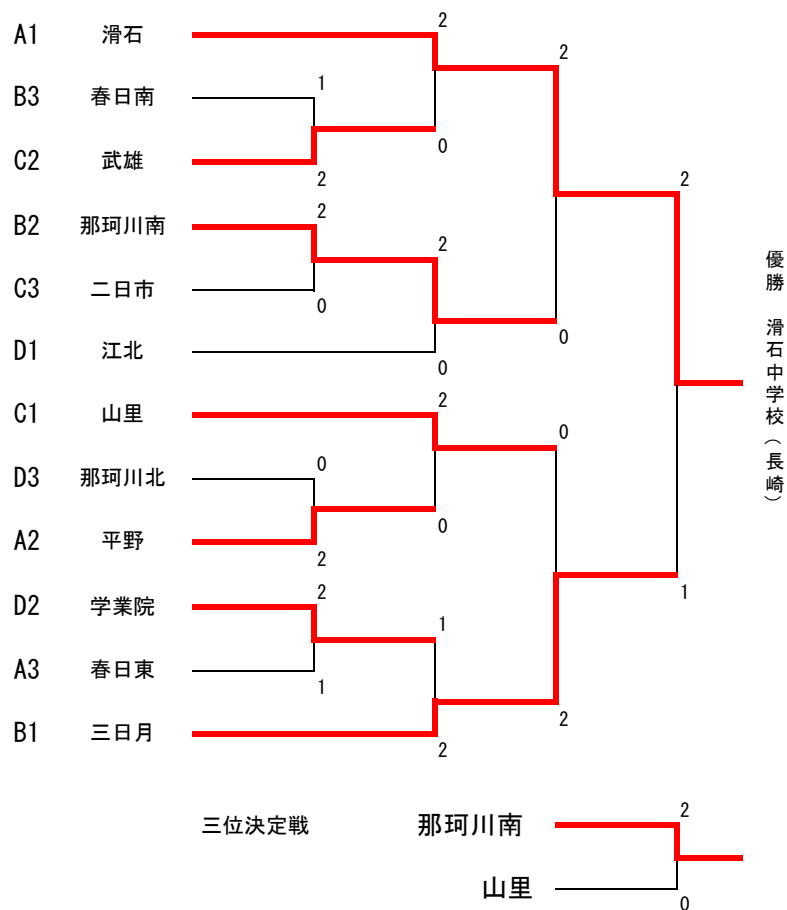 A1 滑石 2
2
B3 春日南 1
C2 武雄 2 0
2
B2 那珂川南 2
2
C3 二日市 0
0
D1 江北 0
C1 山里 2
0
D3 那珂川北 0
0
A2 平野 2
1
D2 学業院 2
1
A3 春日東 1
2
B1 三日月 2
優勝 滑石中学校(長崎)
三位決定戦 那珂川南 2
山里 0